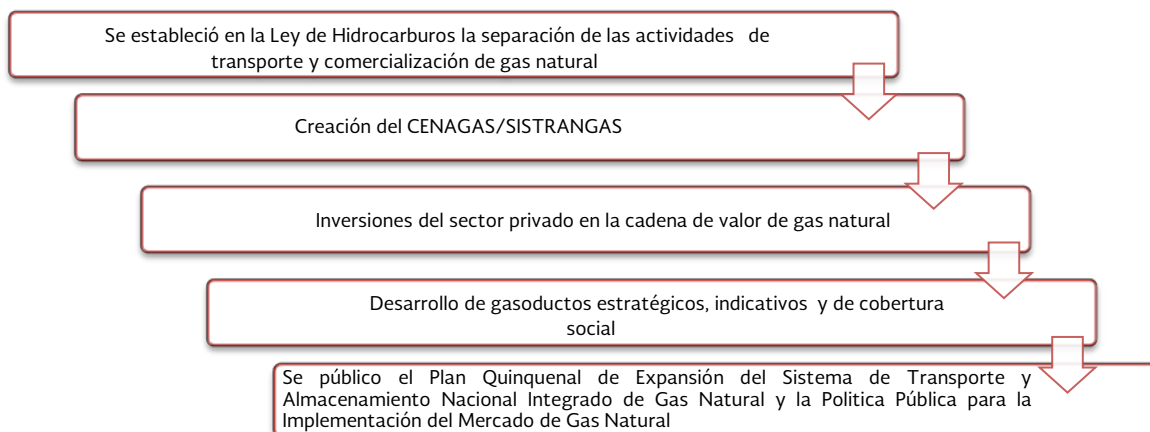 Se estableció en la Ley de Hidrocarburos la separación de las actividades de
transporte y comercialización de gas natural
Creación del CENAGAS/SISTRANGAS
Inversiones del sector privado en la cadena de valor de gas natural
Desarrollo de gasoductos estratégicos, indicativos y de cobertura
social
Se público el Plan Quinquenal de Expansión del Sistema de Transporte y
Almacenamiento Nacional Integrado de Gas Natural y la Politica Pública para la
Implementación del Mercado de Gas Natural